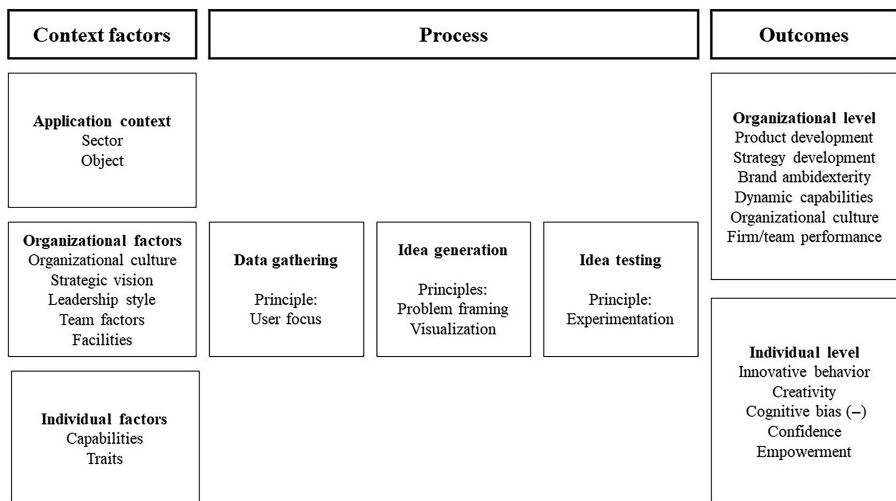 Context factors
Process
Outcomes
Application context
Sector
Object
Organizational factors
Organizational culture
Strategic vision
Leadership style
Team factors
Facilities
Individual factors
Capabilities
Traits
Data gathering
Principle:
User focus
Idea generation
Principles:
Problem framing
Visualization
Idea testing
Principle:
Experimentation
Organizational level
Product development
Strategy development
Brand ambidexterity
Dynamic capabilities
Organizational culture
Firm/team performance
Individual level
Innovative behavior
Creativity
Cognitive bias (–)
Confidence
Empowerment